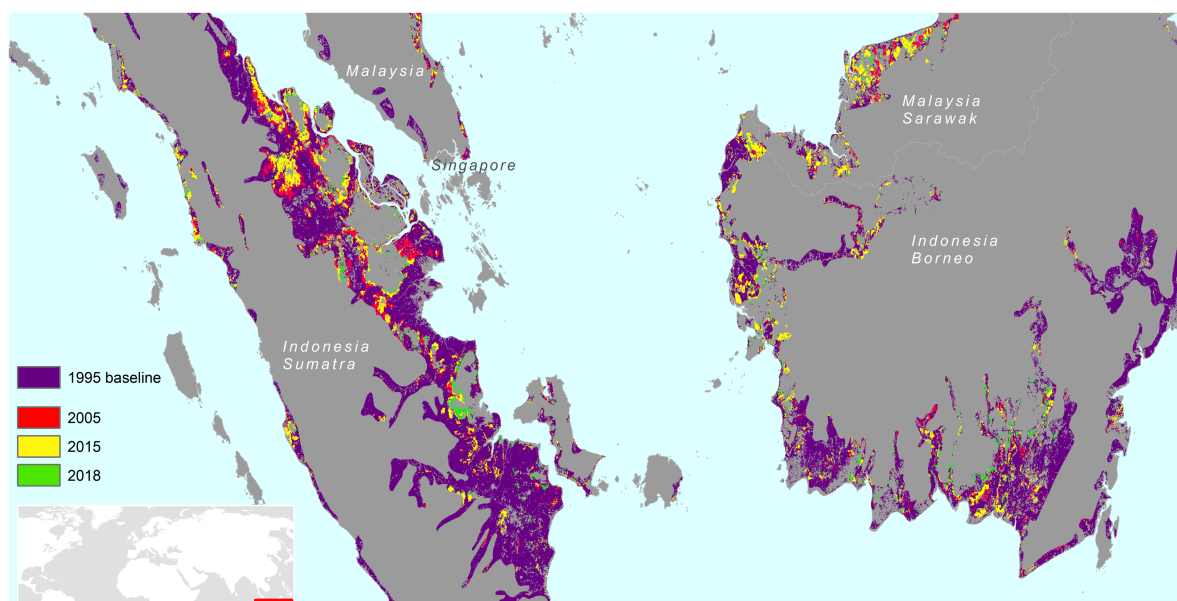 Malaysia
Malaysia
Sarawak
Singapore
Indonesia
Borneo
Indonesia
Sumatra
1995 baseline
2005
2015
2018